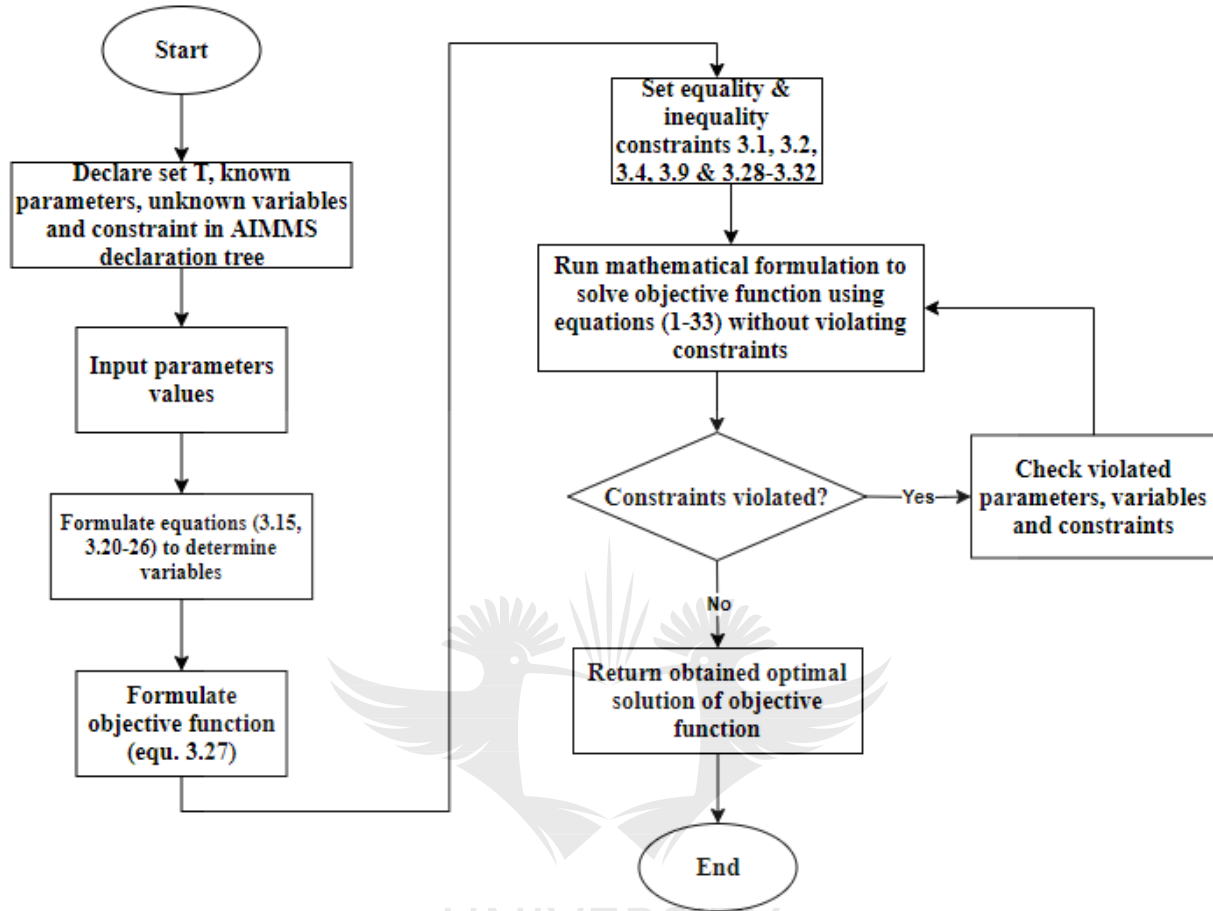 Start
Declare set T, known
parameters, unknown variables
and constraint in AIMMS
declaration tree
Input parameters
values
Formulate equations (3.15,
3.20-26) to determine
variables
Formulate
objective function
(equ. 3.27)
Set equality &
inequality
constraints 3.1, 3.2,
3.4, 3.9 & 3.28-3.32
Run mathematical formulation to
solve objective function using
equations (1-33) without violating
constraints
Constraints violated?
Yes
Check violated
parameters, variables
and constraints
No
Return obtained optimal
solution of objective
function
End